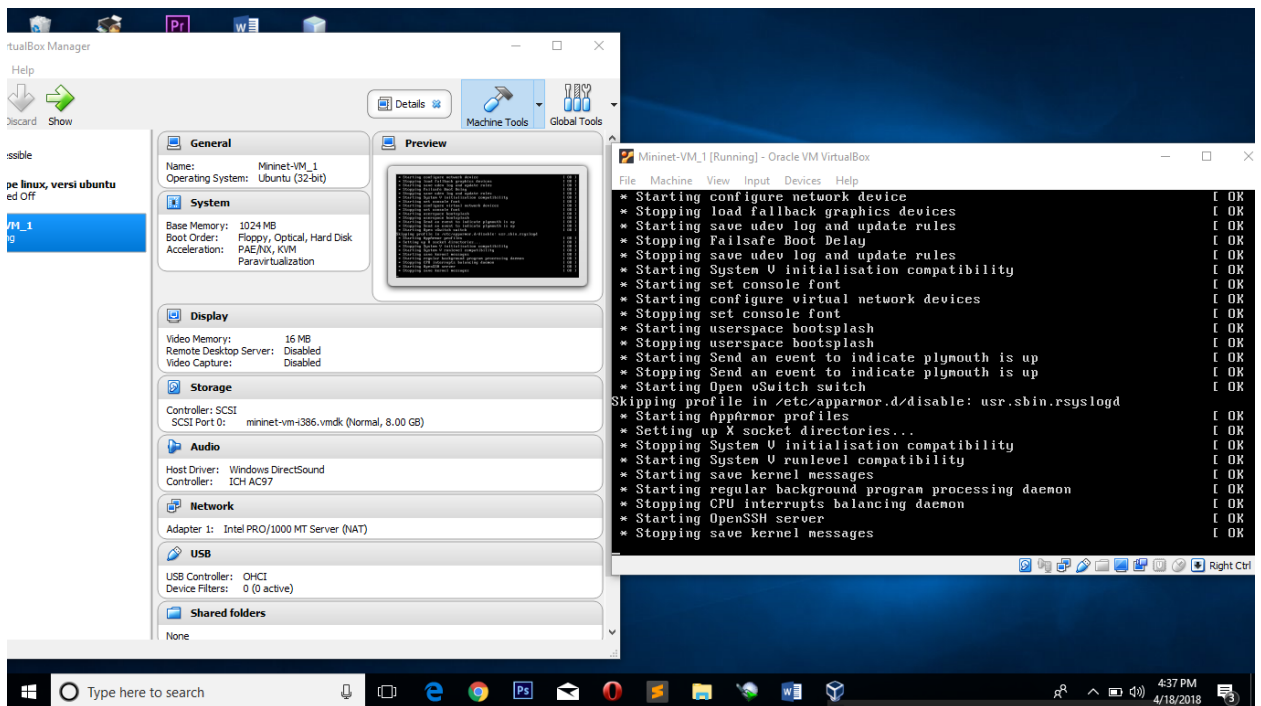 Pr
W
rtualBox Manager
Help
Discard Show
Details
Machine Tools
Global Tools
essible
pe linux, versi ubuntu
ed Off
VM_1
ng
General
Name: Mininet-VM_1
Operating System: Ubuntu (32-bit)
System
Base Memory: 1024 MB
Boot Order: Floppy, Optical, Hard Disk
Acceleration: PAE/NX, KVM
Paravirtualization
Preview
Display
Video Memory: 16 MB
Remote Desktop Server: Disabled
Video Capture: Disabled
Storage
Controller: SCSI
SCSI Port 0: mininet-vm-i386.vmdk (Normal, 8.00 GB)
Audio
Host Driver: Windows DirectSound
Controller: ICH AC97
Network
Adapter 1: Intel PRO/1000 MT Server (NAT)
USB
USB Controller: OHCI
Device Filters: 0 (0 active)
Shared folders
None
Mininet-VM_1 [Running] - Oracle VM VirtualBox
File Machine View Input Devices Help
* Starting configure network device [ OK
* Stopping load fallback graphics devices [ OK
* Starting save udev log and update rules [ OK
* Stopping Failsafe Boot Delay [ OK
* Stopping save udev log and update rules [ OK
* Starting System V initialisation compatibility [ OK
* Starting set console font [ OK
* Starting configure virtual network devices [ OK
* Stopping set console font [ OK
* Starting userspace bootsplash [ OK
* Stopping userspace bootsplash [ OK
* Starting Send an event to indicate plymouth is up [ OK
* Stopping Send an event to indicate plymouth is up [ OK
* Starting Open vSwitch switch [ OK
Skipping profile in /etc/apparmor.d/disable: usr.sbin.rsyslogd
* Starting AppArmor profiles [ OK
* Setting up X socket directories... [ OK
* Stopping System V initialisation compatibility [ OK
* Starting System V runlevel compatibility [ OK
* Starting save kernel messages [ OK
* Starting regular background program processing daemon [ OK
* Stopping CPU interrupts balancing daemon [ OK
* Starting OpenSSH server [ OK
* Stopping save kernel messages [ OK
Right Ctrl
Type here to search
Ps
W
4:37 PM
4/18/2018
3